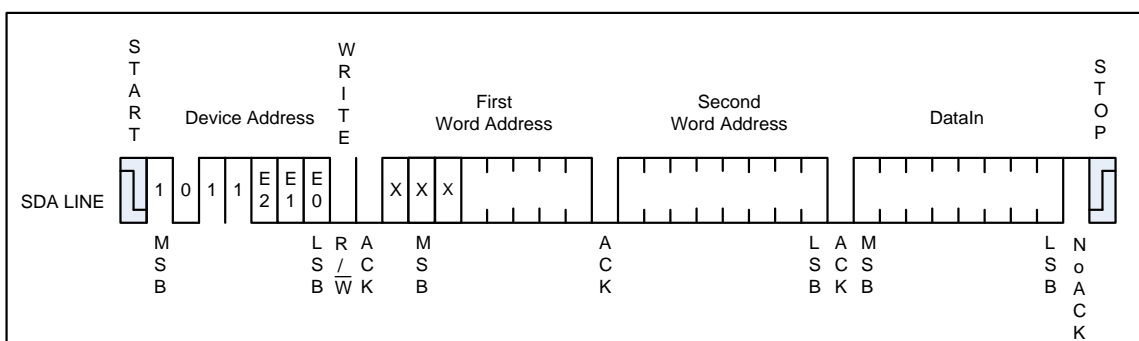 START
WRITE
STOP
Device Address
First
Word Address
Second
Word Address
DataIn
SDA LINE
1 0 1 1 E2 E1 E0 X X X
MSB
LSB
R/W
ACK
MSB
ACK
LSB
ACK
MSB
LSB
NoACK